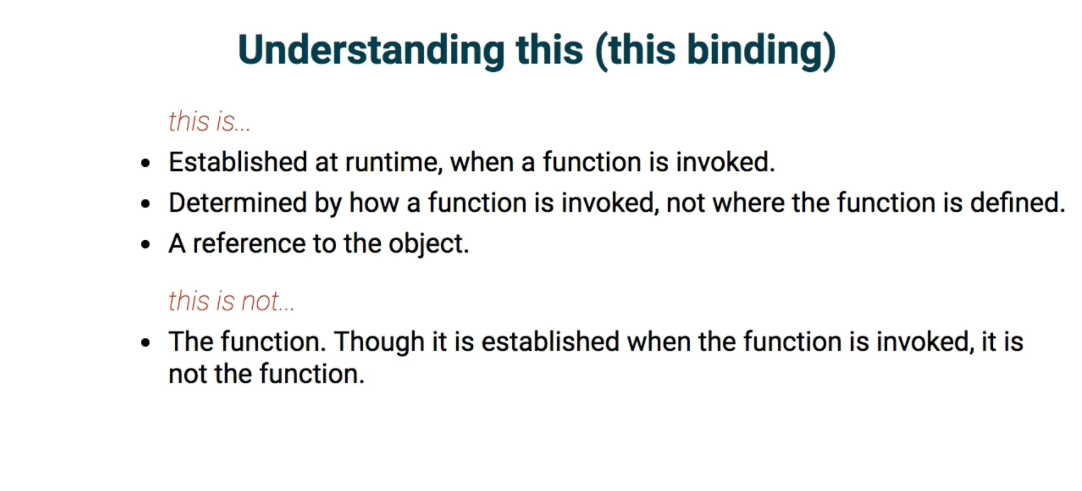 Understanding this (this binding)
this is...
• Established at runtime, when a function is invoked.
• Determined by how a function is invoked, not where the function is defined.
• A reference to the object.
this is not...
• The function. Though it is established when the function is invoked, it is
not the function.